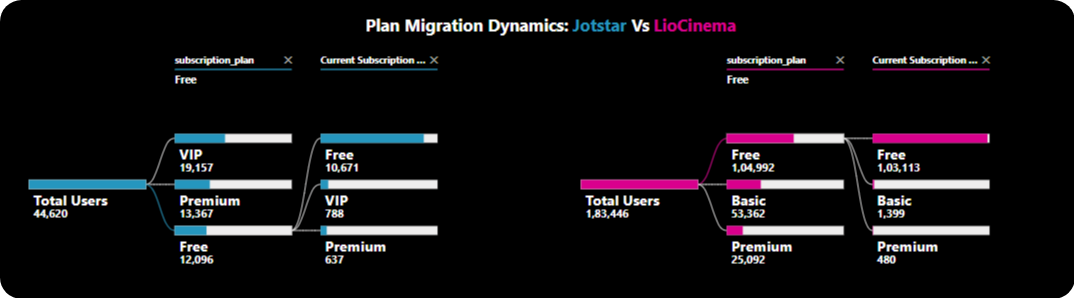 Plan Migration Dynamics: Jotstar Vs LioCinema
subscription_plan ×
Free
Current Subscription ... ×
VIP
19,157
Premium
13,367
Free
12,096
Total Users
44,620
Free
10,671
VIP
788
Premium
637
subscription_plan ×
Free
Current Subscription ... ×
Total Users
1,83,446
Free
1,04,992
Basic
53,362
Premium
25,092
Free
1,03,113
Basic
1,399
Premium
480